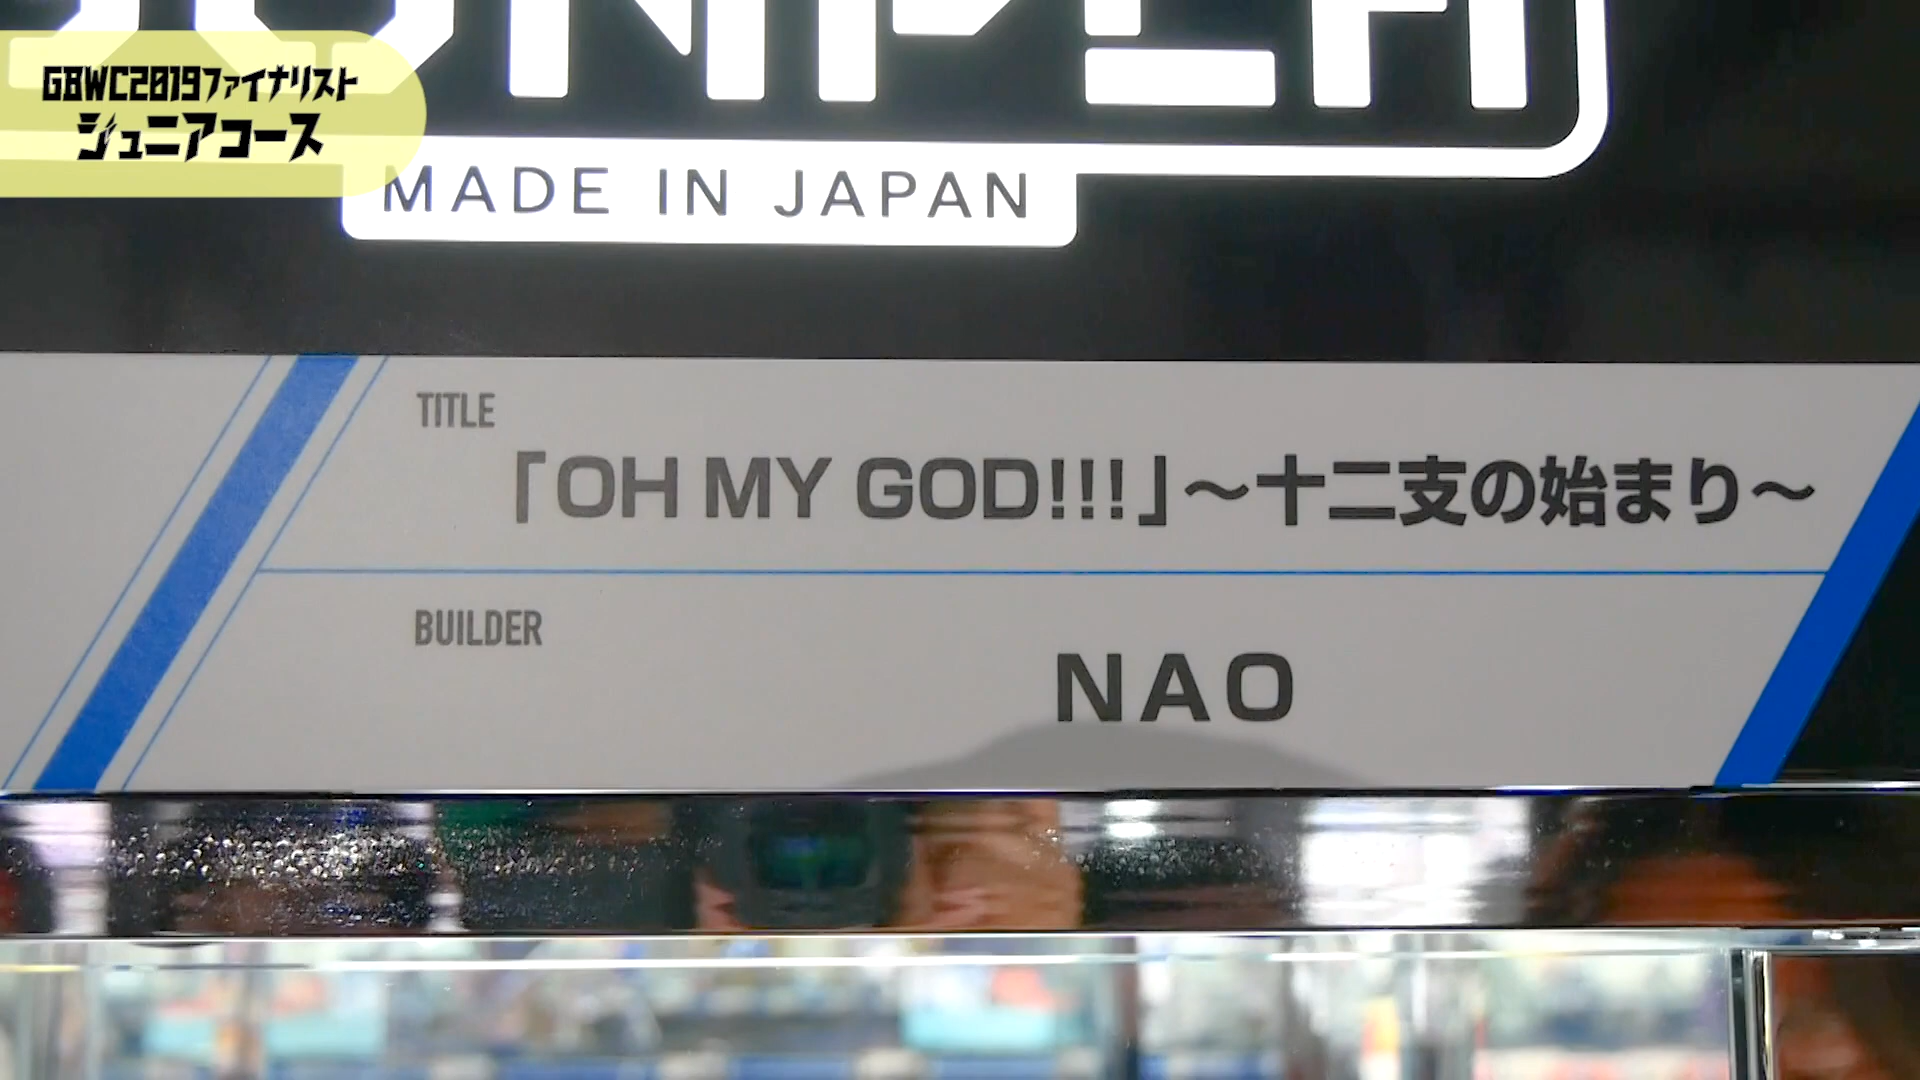 GUNPLA
GBWC2019ファイナリスト
ジュニアコース
MADE IN JAPAN
TITLE
「OH MY GOD!!!」～十二支の始まり～
BUILDER
NAO